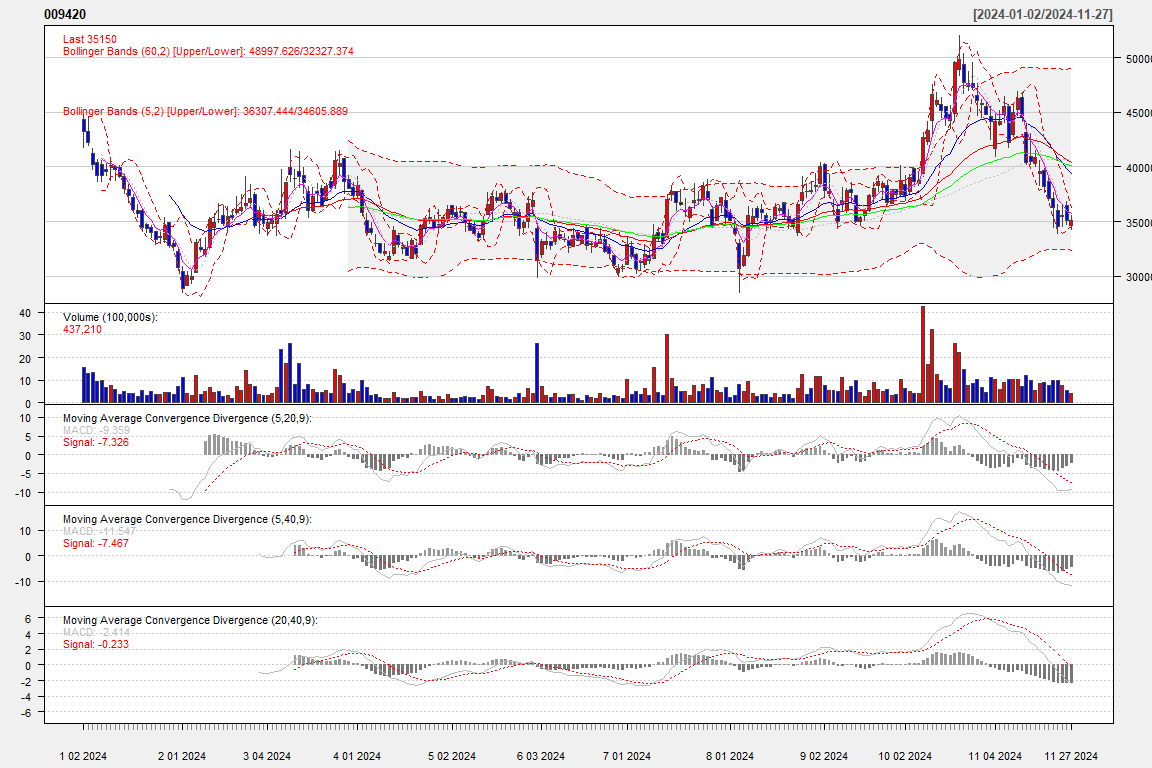 009420 [2024-01-02/2024-11-27]
Last 35150
Bollinger Bands (60,2) [Upper/Lower]: 48997.626/32327.374
Bollinger Bands (5,2) [Upper/Lower]: 36307.444/34605.889
50000
45000
40000
35000
30000
Volume (100,000s):
437,210
40
30
20
10
0
Moving Average Convergence Divergence (5,20,9):
MACD: -9.359
Signal: -7.326
10
5
0
-5
-10
Moving Average Convergence Divergence (5,40,9):
MACD: -11.547
Signal: -7.467
10
0
-10
Moving Average Convergence Divergence (20,40,9):
MACD: -2.414
Signal: -0.233
6
4
2
0
-2
-4
-6
1 02 2024 2 01 2024 3 04 2024 4 01 2024 5 02 2024 6 03 2024 7 01 2024 8 01 2024 9 02 2024 10 02 2024 11 04 2024 11 27 2024